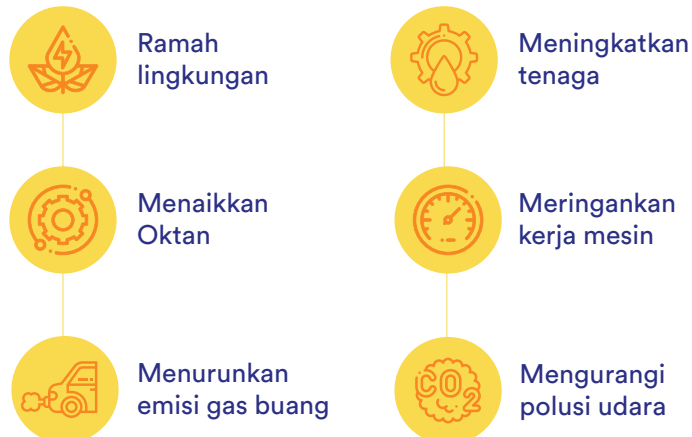 Ramah
lingkungan
Meningkatkan
tenaga
Menaikkan
Oktan
Meringankan
kerja mesin
Menurunkan
emisi gas buang
CO2
Mengurangi
polusi udara